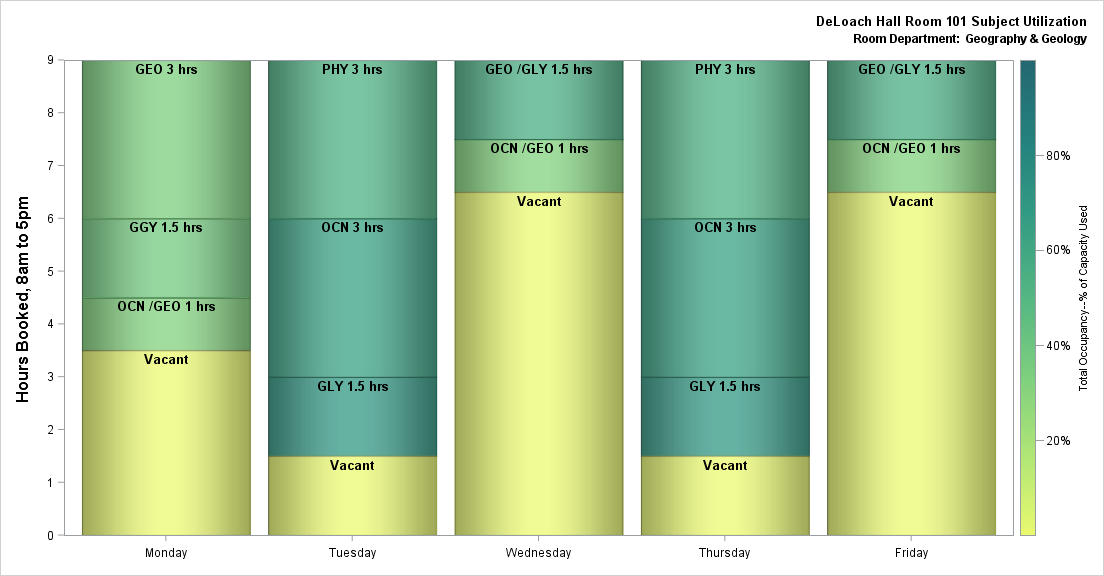 DeLoach Hall Room 101 Subject Utilization
Room Department: Geography & Geology
Hours Booked, 8am to 5pm
9
8
7
6
5
4
3
2
1
0
GEO 3 hrs
GGY 1.5 hrs
OCN /GEO 1 hrs
Vacant
PHY 3 hrs
OCN 3 hrs
GLY 1.5 hrs
Vacant
GEO /GLY 1.5 hrs
OCN /GEO 1 hrs
Vacant
PHY 3 hrs
OCN 3 hrs
GLY 1.5 hrs
Vacant
GEO /GLY 1.5 hrs
OCN /GEO 1 hrs
Vacant
Monday
Tuesday
Wednesday
Thursday
Friday
80%
60%
40%
20%
Total Occupancy--% of Capacity Used